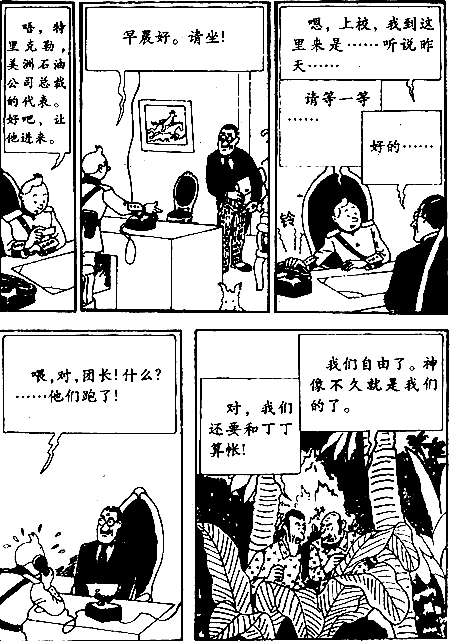 唔，特
里克勒，
美洲石油
公司总裁
的代表。
好吧，让
他进来。
早晨好。请坐！
嗯，上校，我到这
里来是……听说昨
天……
请等一等
……
好的……
铃
喂，对，团长！什么？
……他们跑了！
对，我们
还要和丁丁
算帐！
我们自由了。神
像不久就是我们
的了。